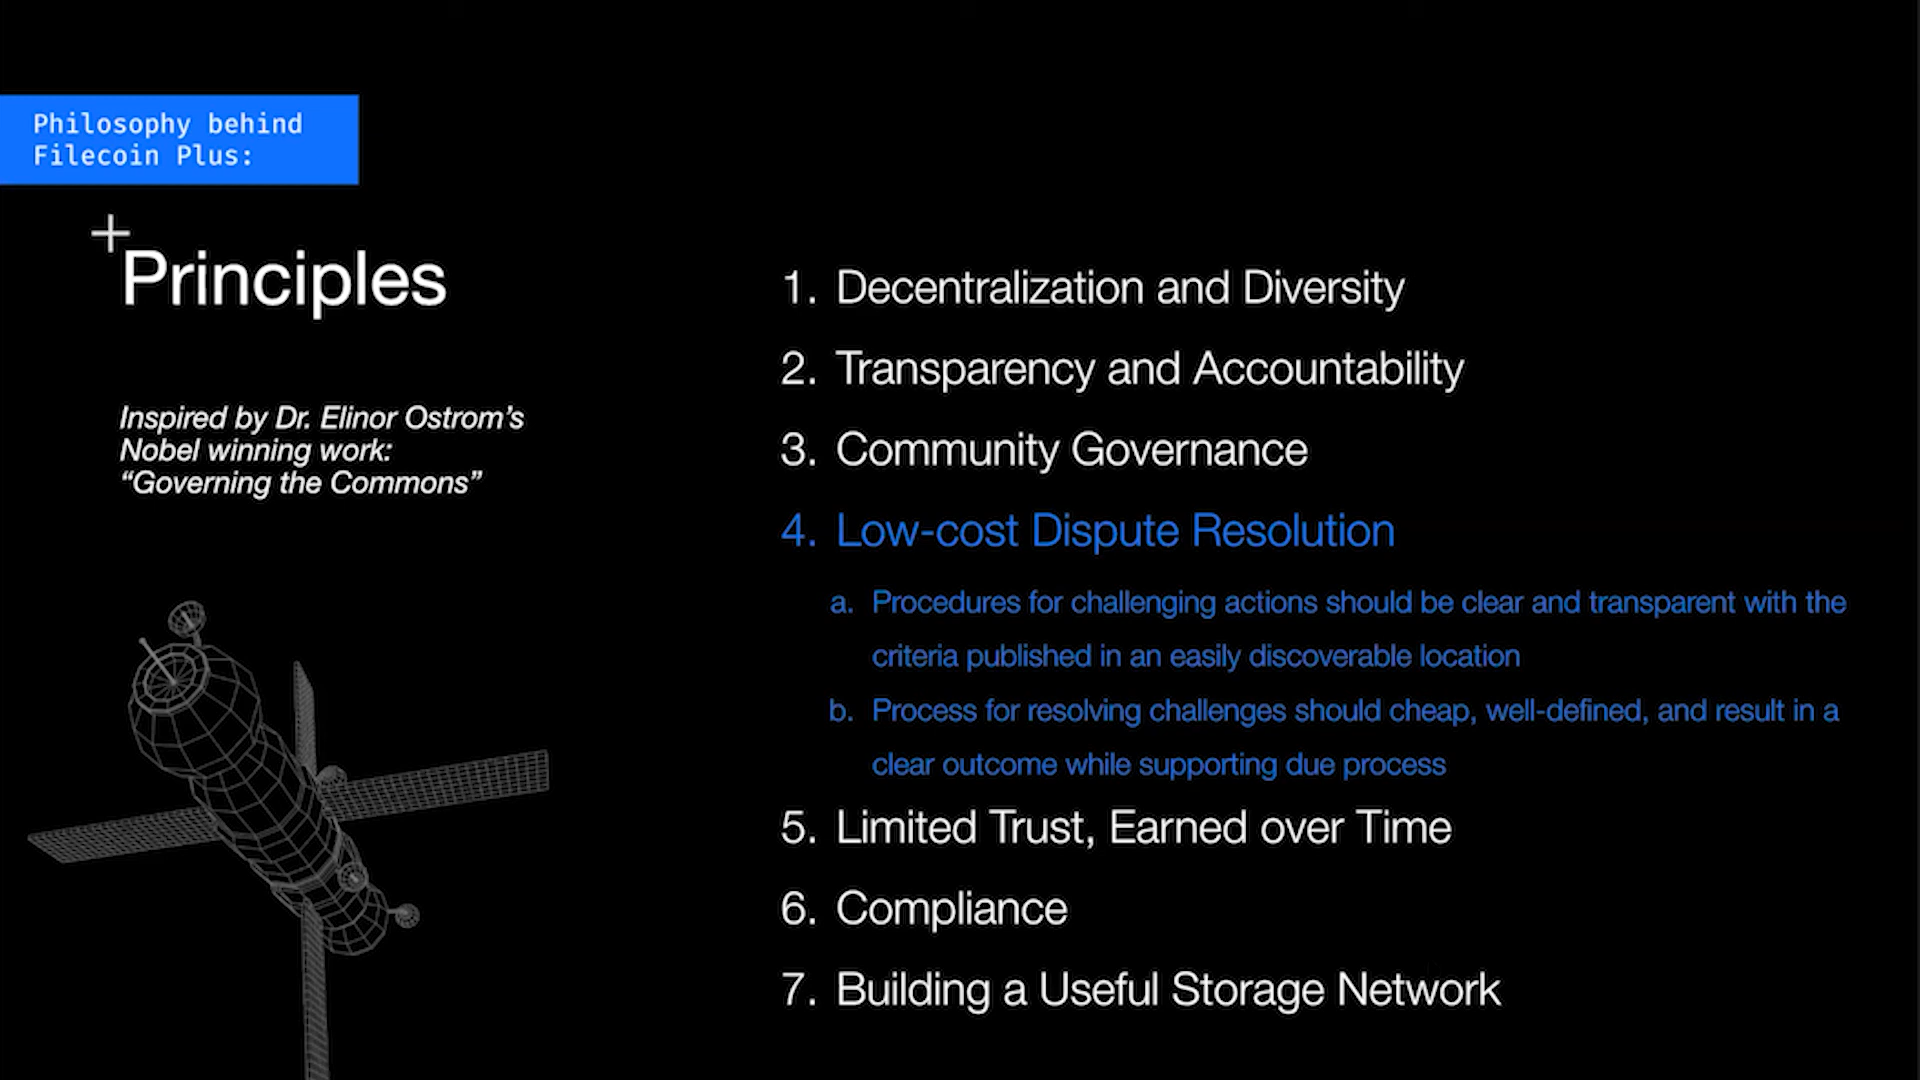 Philosophy behind
Filecoin Plus:
Principles
Inspired by Dr. Elinor Ostrom’s
Nobel winning work:
“Governing the Commons”
1. Decentralization and Diversity
2. Transparency and Accountability
3. Community Governance
4. Low-cost Dispute Resolution
a. Procedures for challenging actions should be clear and transparent with the
criteria published in an easily discoverable location
b. Process for resolving challenges should cheap, well-defined, and result in a
clear outcome while supporting due process
5. Limited Trust, Earned over Time
6. Compliance
7. Building a Useful Storage Network